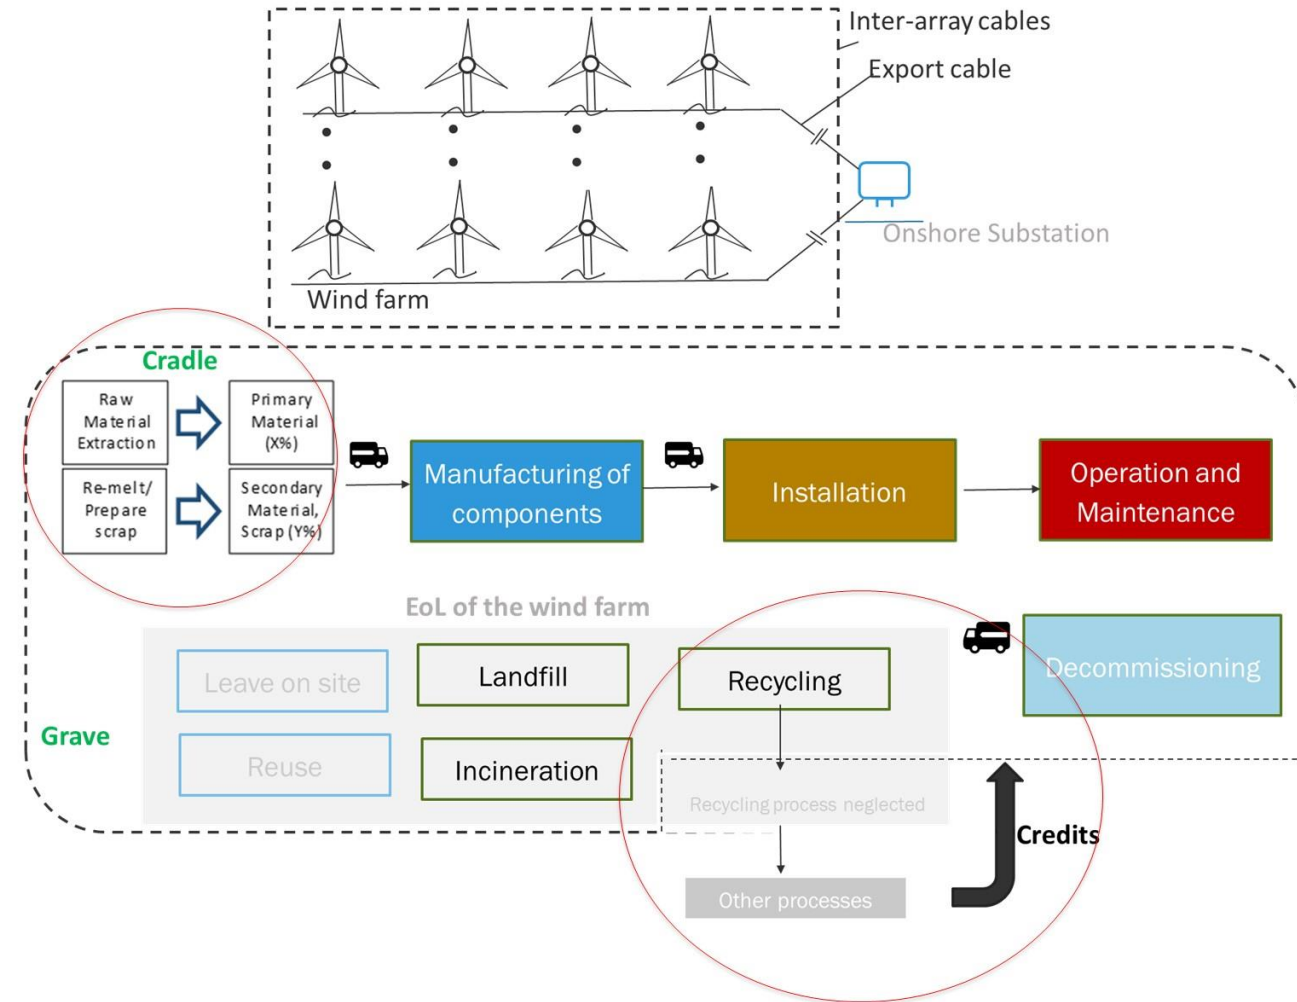 Inter-array cables
Export cable
Onshore Substation
Wind farm
Cradle
Raw
Material
Extraction
Primary
Material
(X%)
Re-melt/
Prepare
scrap
Secondary
Material,
Scrap (Y%)
Manufacturing of
components
Installation
Operation and
Maintenance
EoL of the wind farm
Leave on site
Landfill
Recycling
Decommissioning
Grave
Reuse
Incineration
Recycling process neglected
Credits
Other processes